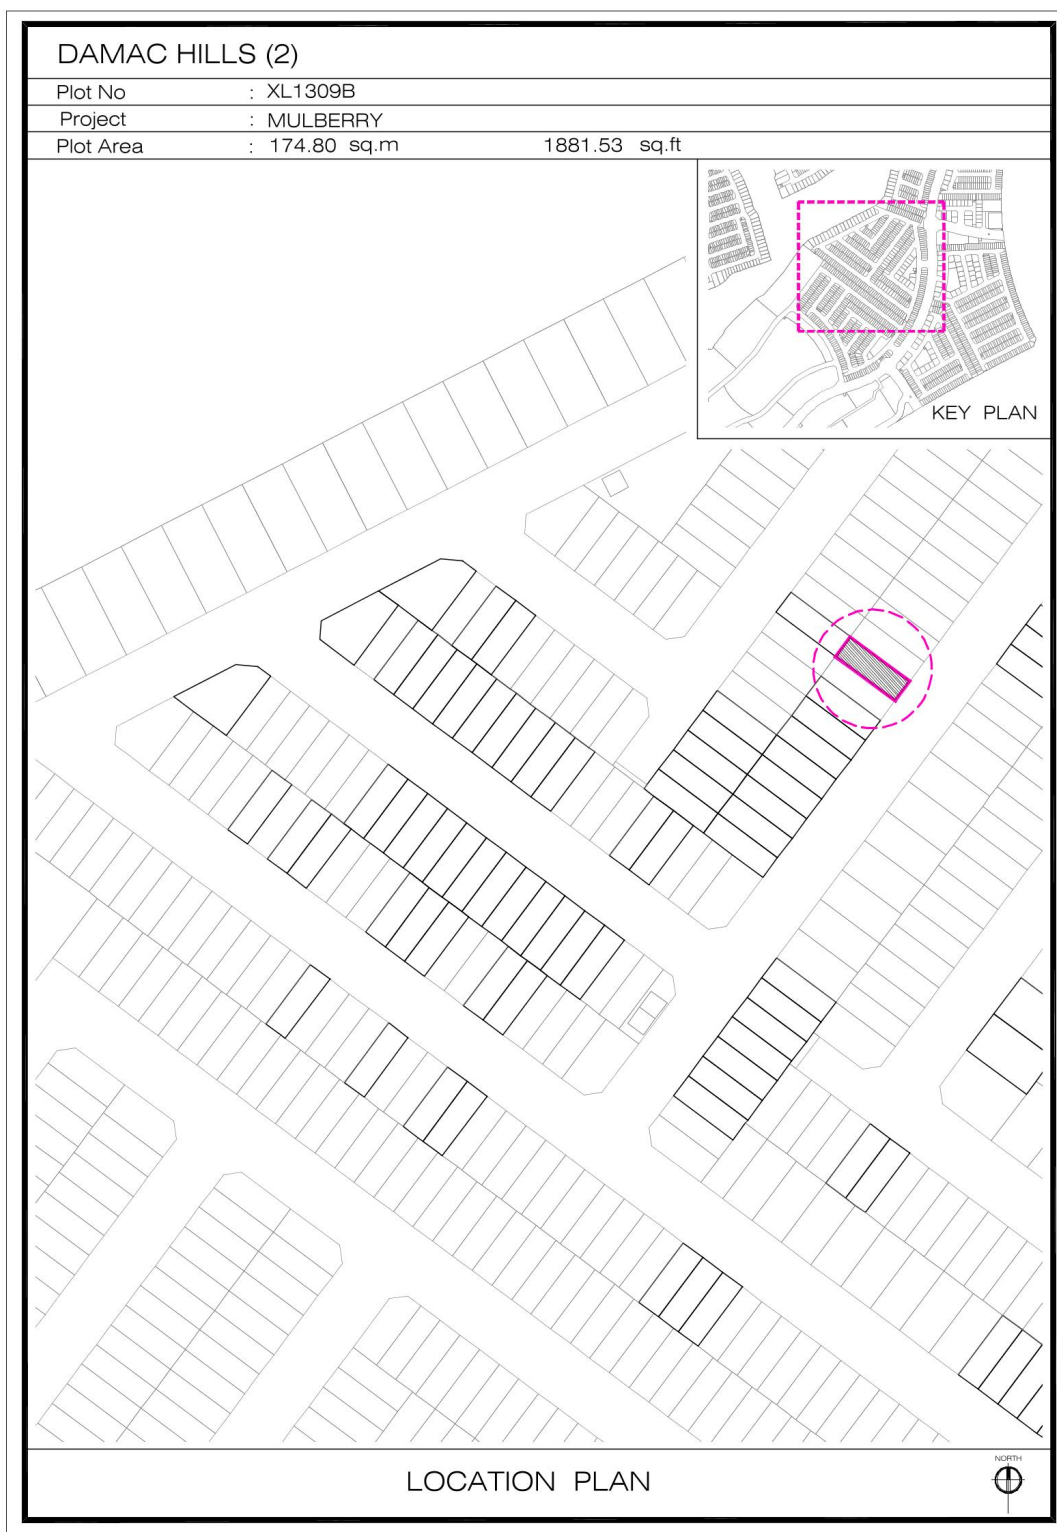 DAMAC HILLS (2)
Plot No : XL1309B
Project : MULBERRY
Plot Area : 174.80 sq.m 1881.53 sq.ft
KEY PLAN
LOCATION PLAN
NORTH